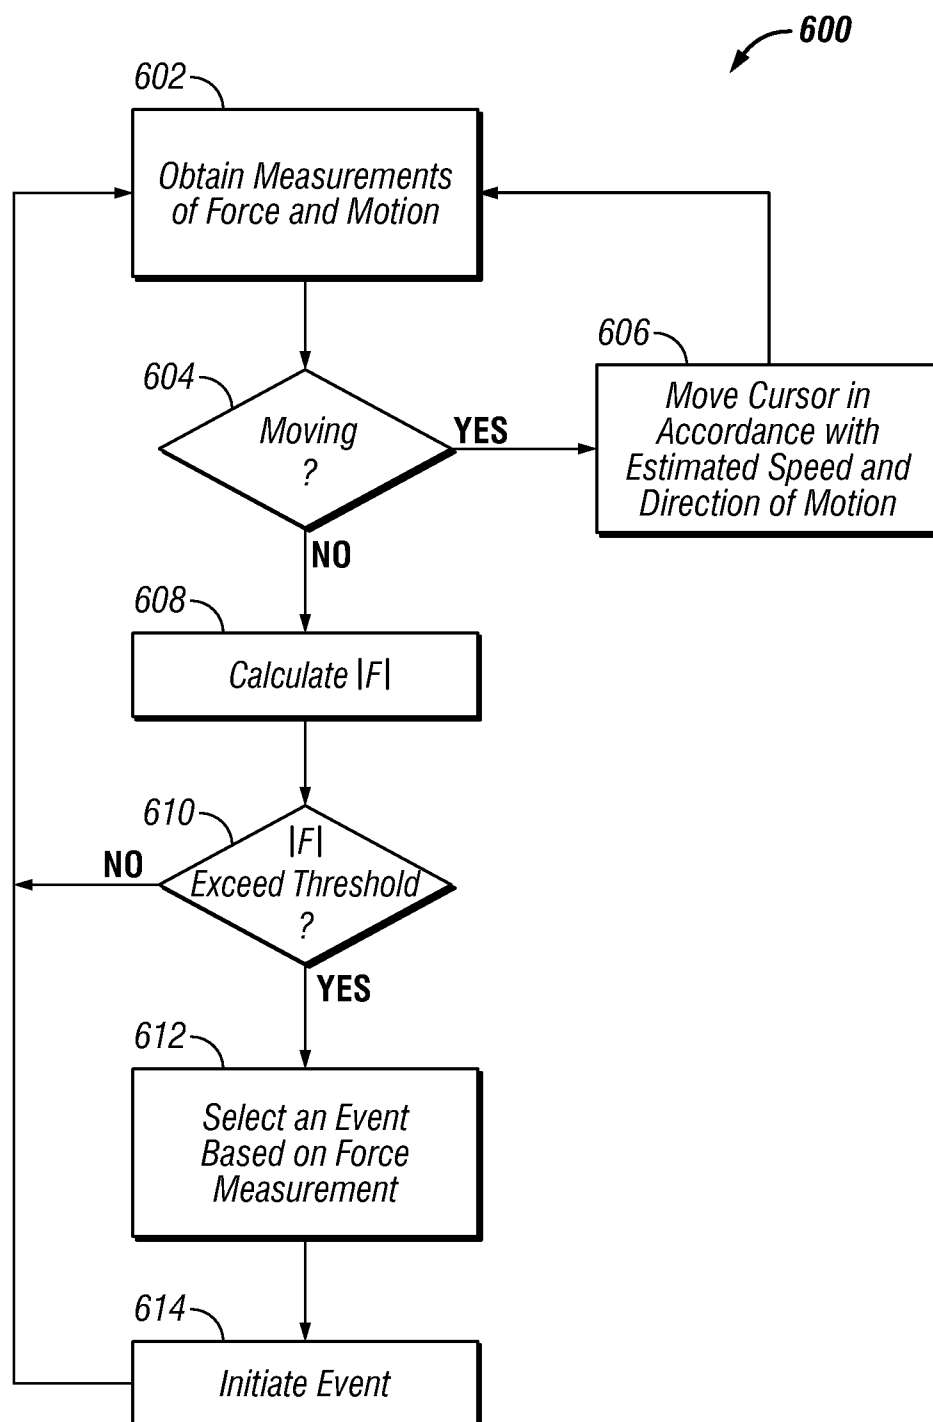 600
602
Obtain Measurements
of Force and Motion
604
Moving
?
YES
606
Move Cursor in
Accordance with
Estimated Speed and
Direction of Motion
NO
608
Calculate |F|
610
|F|
Exceed Threshold
?
NO
YES
612
Select an Event
Based on Force
Measurement
614
Initiate Event